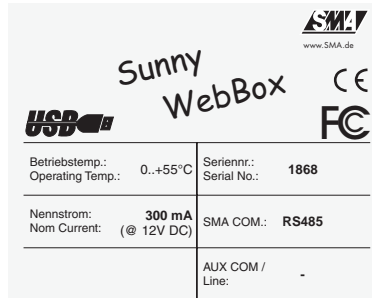 SMA
www.SMA.de
Sunny
WebBox
CE
USB
FC
Betriebstemp.:
Operating Temp.:
0..+55°C
Seriennr.:
Serial No.:
1868
Nennstrom:
Nom Current:
300 mA
(@ 12V DC)
SMA COM.:
RS485
AUX COM /
Line:
-